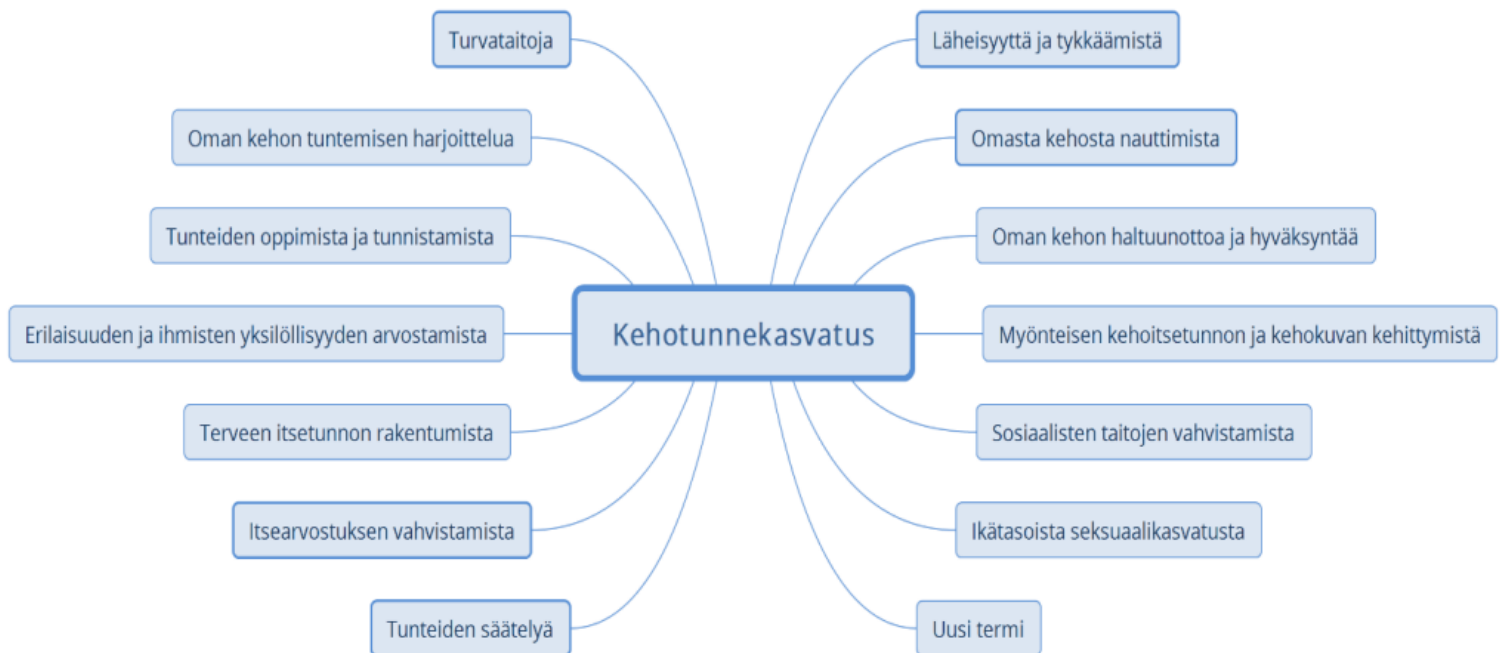 Turvataitoja
Läheisyyttä ja tykkäämistä
Oman kehon tuntemisen harjoittelua
Omasta kehosta nauttimista
Tunteiden oppimista ja tunnistamista
Oman kehon haltuunottoa ja hyväksyntää
Erilaisuuden ja ihmisten yksilöllisyyden arvostamista
Kehotunnekasvatus
Myönteisen kehoitsetunnon ja kehokuvan kehittymistä
Terveen itsetunnon rakentumista
Sosiaalisten taitojen vahvistamista
Itsearvostuksen vahvistamista
Ikätasoista seksuaalikasvatusta
Tunteiden säätelyä
Uusi termi